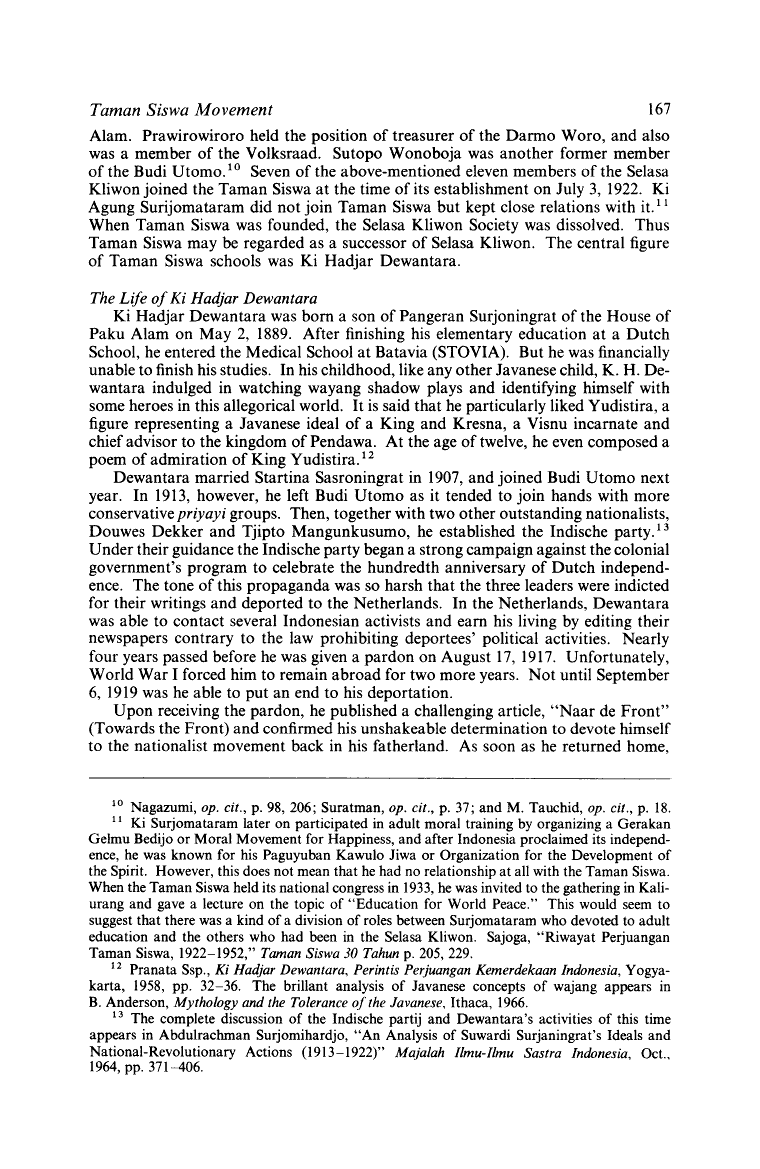 Taman Siswa Movement 167
Alam. Prawirowiroro held the position of treasurer of the Darmo Woro, and also
was a member of the Volksraad. Sutopo Wonoboja was another former member
of the Budi Utomo.¹⁰ Seven of the above-mentioned eleven members of the Selasa
Kliwon joined the Taman Siswa at the time of its establishment on July 3, 1922. Ki
Agung Surijomataram did not join Taman Siswa but kept close relations with it.¹¹
When Taman Siswa was founded, the Selasa Kliwon Society was dissolved. Thus
Taman Siswa may be regarded as a successor of Selasa Kliwon. The central figure
of Taman Siswa schools was Ki Hadjar Dewantara.
The Life of Ki Hadjar Dewantara
Ki Hadjar Dewantara was born a son of Pangeran Surjoningrat of the House of
Paku Alam on May 2, 1889. After finishing his elementary education at a Dutch
School, he entered the Medical School at Batavia (STOVIA). But he was financially
unable to finish his studies. In his childhood, like any other Javanese child, K. H. De-
wantara indulged in watching wayang shadow plays and identifying himself with
some heroes in this allegorical world. It is said that he particularly liked Yudistira, a
figure representing a Javanese ideal of a King and Kresna, a Visnu incarnate and
chief advisor to the kingdom of Pendawa. At the age of twelve, he even composed a
poem of admiration of King Yudistira.¹²
Dewantara married Startina Sasroningrat in 1907, and joined Budi Utomo next
year. In 1913, however, he left Budi Utomo as it tended to join hands with more
conservative priyayi groups. Then, together with two other outstanding nationalists,
Douwes Dekker and Tjipto Mangunkusumo, he established the Indische party.¹³
Under their guidance the Indische party began a strong campaign against the colonial
government's program to celebrate the hundredth anniversary of Dutch independ-
ence. The tone of this propaganda was so harsh that the three leaders were indicted
for their writings and deported to the Netherlands. In the Netherlands, Dewantara
was able to contact several Indonesian activists and earn his living by editing their
newspapers contrary to the law prohibiting deportees' political activities. Nearly
four years passed before he was given a pardon on August 17, 1917. Unfortunately,
World War I forced him to remain abroad for two more years. Not until September
6, 1919 was he able to put an end to his deportation.
Upon receiving the pardon, he published a challenging article, "Naar de Front"
(Towards the Front) and confirmed his unshakeable determination to devote himself
to the nationalist movement back in his fatherland. As soon as he returned home,
¹⁰ Nagazumi, op. cit., p. 98, 206; Suratman, op. cit., p. 37; and M. Tauchid, op. cit., p. 18.
¹¹ Ki Surjomataram later on participated in adult moral training by organizing a Gerakan
Gelmu Bedijo or Moral Movement for Happiness, and after Indonesia proclaimed its independ-
ence, he was known for his Paguyuban Kawulo Jiwa or Organization for the Development of
the Spirit. However, this does not mean that he had no relationship at all with the Taman Siswa.
When the Taman Siswa held its national congress in 1933, he was invited to the gathering in Kali-
urang and gave a lecture on the topic of "Education for World Peace." This would seem to
suggest that there was a kind of a division of roles between Surjomataram who devoted to adult
education and the others who had been in the Selasa Kliwon. Sajoga, "Riwayat Perjuangan
Taman Siswa, 1922–1952," Taman Siswa 30 Tahun p. 205, 229.
¹² Pranata Ssp., Ki Hadjar Dewantara, Perintis Perjuangan Kemerdekaan Indonesia, Yogya-
karta, 1958, pp. 32–36. The brillant analysis of Javanese concepts of wajang appears in
B. Anderson, Mythology and the Tolerance of the Javanese, Ithaca, 1966.
¹³ The complete discussion of the Indische partij and Dewantara's activities of this time
appears in Abdulrachman Surjomihardjo, "An Analysis of Suwardi Surjaningrat's Ideals and
National-Revolutionary Actions (1913–1922)" Majalah Ilmu-Ilmu Sastra Indonesia, Oct.,
1964, pp. 371–406.